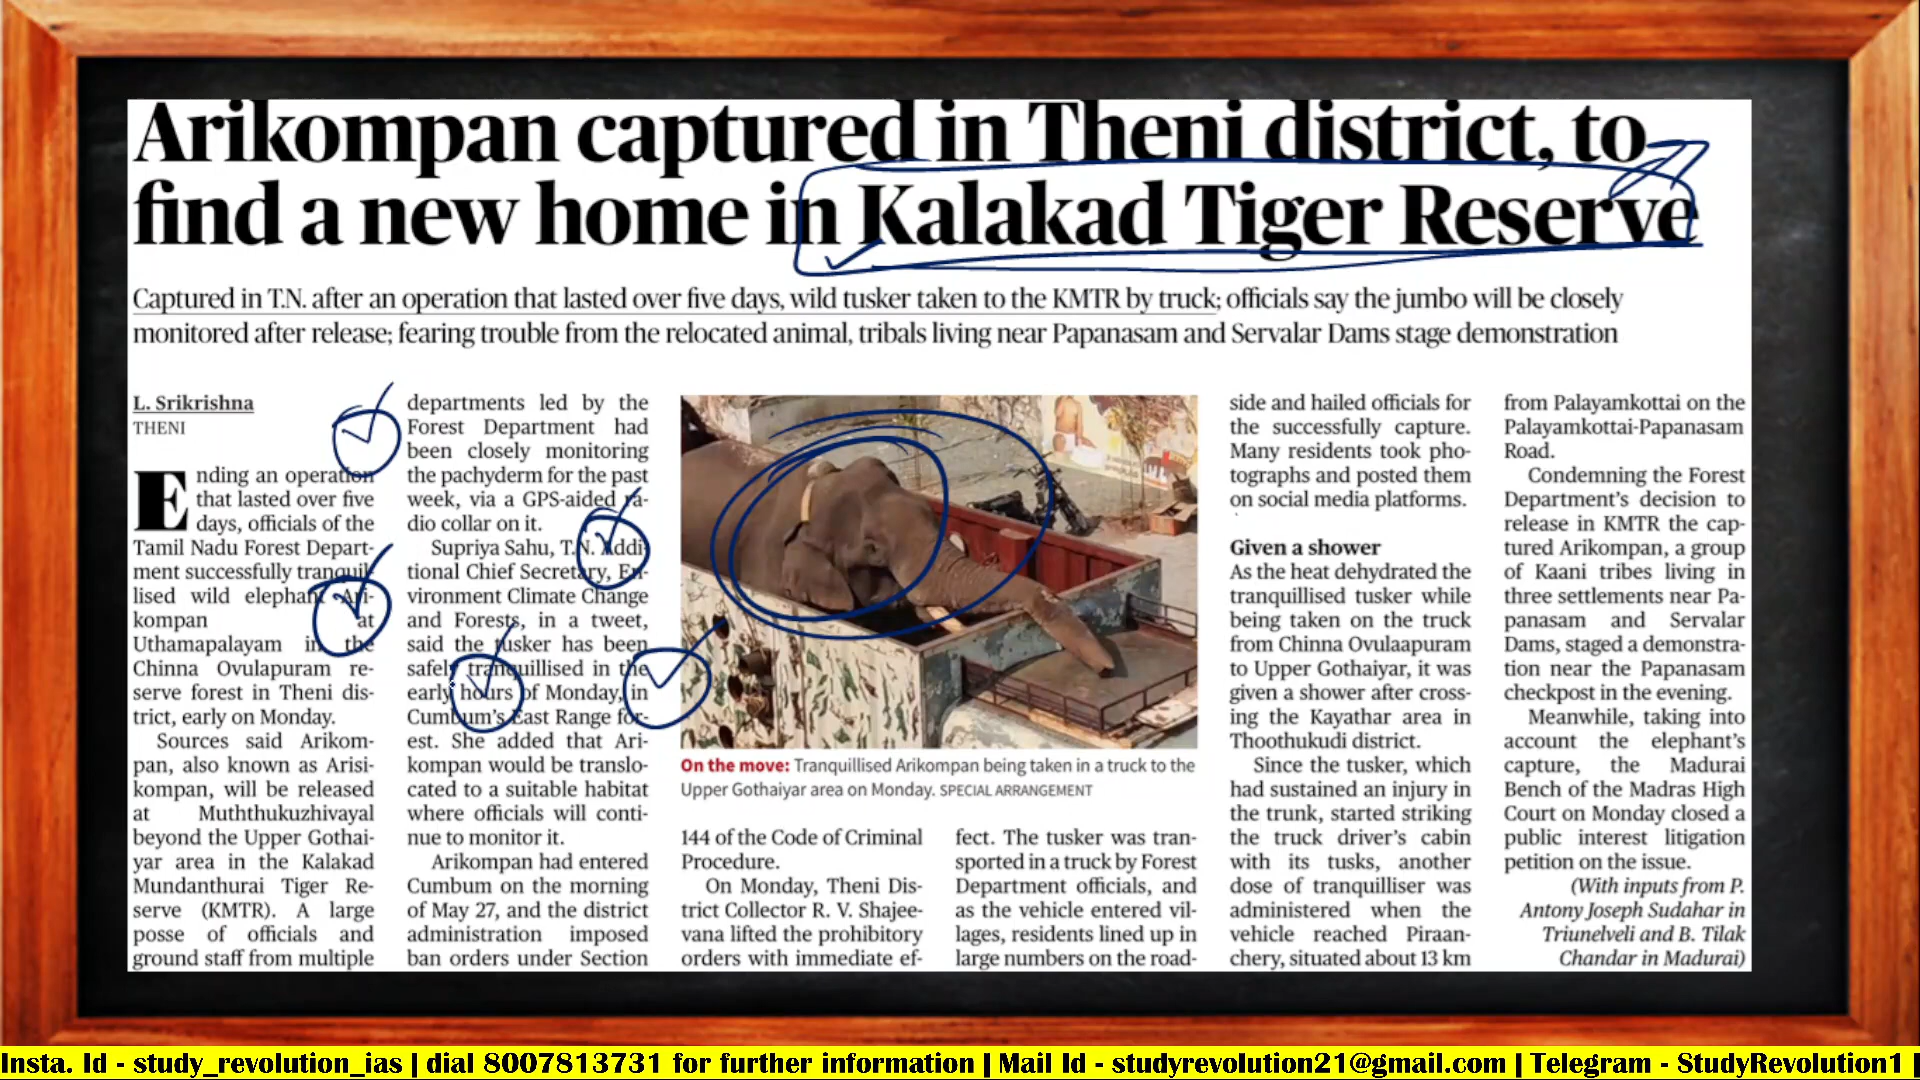 Arikompan captured in Theni district, to
find a new home in Kalakad Tiger Reserve
Captured in T.N. after an operation that lasted over five days, wild tusker taken to the KMTR by truck; officials say the jumbo will be closely
monitored after release; fearing trouble from the relocated animal, tribals living near Papanasam and Servalar Dams stage demonstration
L. Srikrishna
THENI
Ending an operation
that lasted over five
days, officials of the
Tamil Nadu Forest Depart-
ment successfully tranquil-
lised wild elephant Ari-
kompan at
Uthamapalayam in the
Chinna Ovulapuram re-
serve forest in Theni dis-
trict, early on Monday.
Sources said Arikom-
pan, also known as Arisi-
kompan, will be released
at Muththukuzhivayal
beyond the Upper Gothai-
yar area in the Kalakad
Mundanthurai Tiger Re-
serve (KMTR). A large
posse of officials and
ground staff from multiple
departments led by the
Forest Department had
been closely monitoring
the pachyderm for the past
week, via a GPS-aided ra-
dio collar on it.
Supriya Sahu, T.N. Addi-
tional Chief Secretary, En-
vironment Climate Change
and Forests, in a tweet,
said the tusker has been
safely tranquillised in the
early hours of Monday, in
Cumbum's East Range for-
est. She added that Ari-
kompan would be translo-
cated to a suitable habitat
where officials will conti-
nue to monitor it.
Arikompan had entered
Cumbum on the morning
of May 27, and the district
administration imposed
ban orders under Section
On the move: Tranquillised Arikompan being taken in a truck to the
Upper Gothaiyar area on Monday. SPECIAL ARRANGEMENT
144 of the Code of Criminal
Procedure.
On Monday, Theni Dis-
trict Collector R. V. Shajee-
vana lifted the prohibitory
orders with immediate ef-
fect. The tusker was tran-
sported in a truck by Forest
Department officials, and
as the vehicle entered vil-
lages, residents lined up in
large numbers on the road-
side and hailed officials for
the successfully capture.
Many residents took pho-
tographs and posted them
on social media platforms.
Given a shower
As the heat dehydrated the
tranquillised tusker while
being taken on the truck
from Chinna Ovulaapuram
to Upper Gothaiyar, it was
given a shower after cross-
ing the Kayathar area in
Thoothukudi district.
Since the tusker, which
had sustained an injury in
the trunk, started striking
the truck driver's cabin
with its tusks, another
dose of tranquilliser was
administered when the
vehicle reached Piraan-
chery, situated about 13 km
from Palayamkottai on the
Palayamkottai-Papanasam
Road.
Condemning the Forest
Department's decision to
release in KMTR the cap-
tured Arikompan, a group
of Kaani tribes living in
three settlements near Pa-
panasam and Servalar
Dams, staged a demonstra-
tion near the Papanasam
checkpost in the evening.
Meanwhile, taking into
account the elephant's
capture, the Madurai
Bench of the Madras High
Court on Monday closed a
public interest litigation
petition on the issue.
(With inputs from P.
Antony Joseph Sudahar in
Triunelveli and B. Tilak
Chandar in Madurai)
Insta. Id - study_revolution_ias | dial 8007813731 for further information | Mail Id - studyrevolution21@gmail.com | Telegram - StudyRevolution1 |